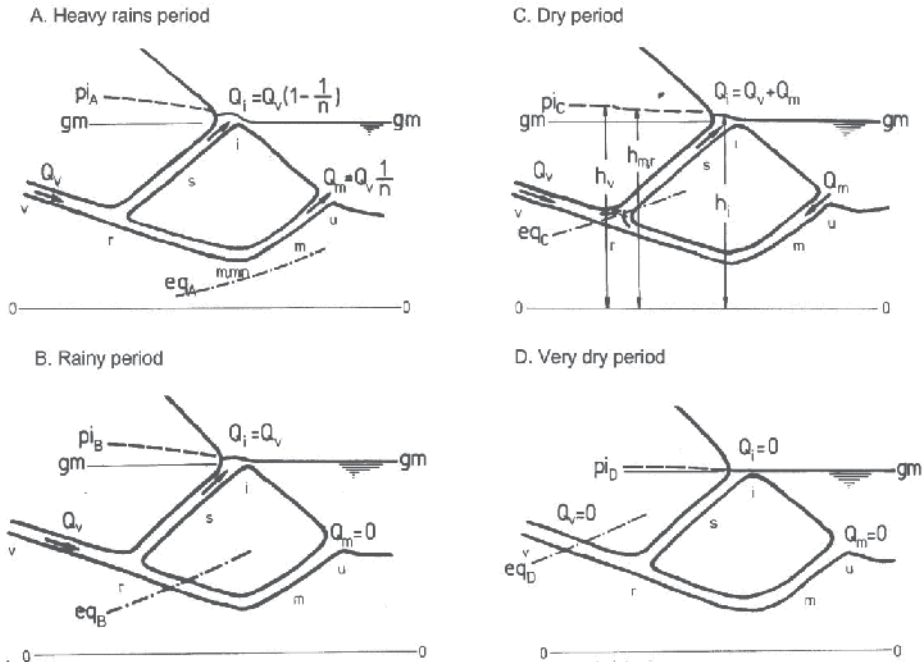 A. Heavy rains period
pi_A
gm
Q_i=Q_v(1-1/n)
gm
i
Q_v
s
Q_m=Q_v 1/n
v
r
u
m
eq_A
0
0
B. Rainy period
pi_B
Q_i=Q_v
gm
gm
i
Q_v
s
Q_m=0
v
r
u
m
eq_B
0
0
C. Dry period
pi_C
Q_i=Q_v+Q_m
gm
gm
i
Q_v
h_v
h_m,r
s
h_i
Q_m
v
eq_C
r
u
m
0
0
D. Very dry period
Q_i=0
pi_D
gm
i
Q_v=0
s
Q_m=0
v
eq_D
r
u
m
0
0